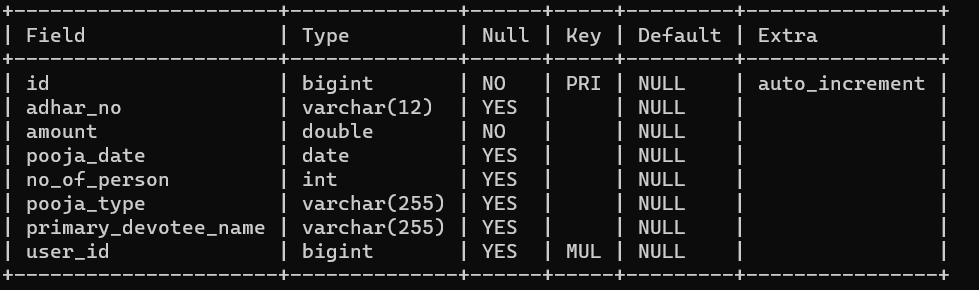 +----------------------+--------------+------+-----+---------+----------------+
| Field                | Type         | Null | Key | Default | Extra          |
+----------------------+--------------+------+-----+---------+----------------+
| id                   | bigint       | NO   | PRI | NULL    | auto_increment |
| adhar_no             | varchar(12)  | YES  |     | NULL    |                |
| amount               | double       | NO   |     | NULL    |                |
| pooja_date           | date         | YES  |     | NULL    |                |
| no_of_person         | int          | YES  |     | NULL    |                |
| pooja_type           | varchar(255) | YES  |     | NULL    |                |
| primary_devotee_name | varchar(255) | YES  |     | NULL    |                |
| user_id              | bigint       | YES  | MUL | NULL    |                |
+----------------------+--------------+------+-----+---------+----------------+